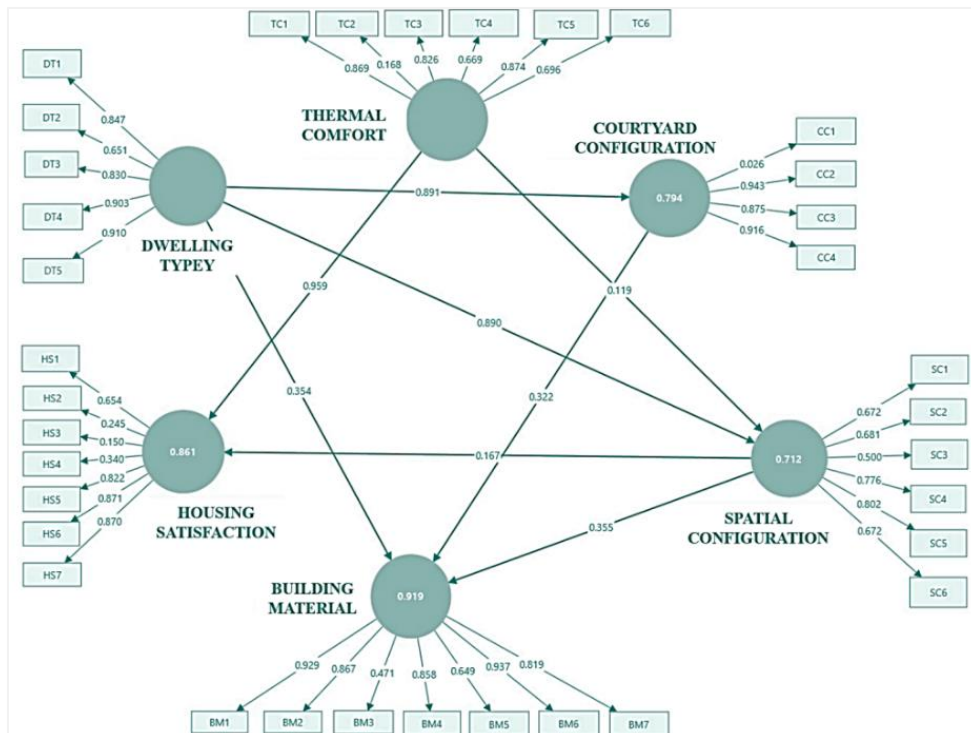 TC1
TC2
TC3
TC4
TC5
TC6
0.869
0.168
0.826
0.669
0.874
0.696
THERMAL
COMFORT
DT1
DT2
DT3
DT4
DT5
0.847
0.651
0.830
0.903
0.910
DWELLING
TYPEY
COURTYARD
CONFIGURATION
0.794
CC1
CC2
CC3
CC4
0.026
0.943
0.875
0.916
0.891
0.959
0.119
0.890
0.354
0.322
0.167
0.355
HS1
HS2
HS3
HS4
HS5
HS6
HS7
0.654
0.245
0.150
0.340
0.822
0.871
0.870
0.861
HOUSING
SATISFACTION
0.712
SPATIAL
CONFIGURATION
SC1
SC2
SC3
SC4
SC5
SC6
0.672
0.681
0.500
0.776
0.802
0.672
BUILDING
MATERIAL
0.919
0.929
0.867
0.471
0.858
0.649
0.937
0.819
BM1
BM2
BM3
BM4
BM5
BM6
BM7